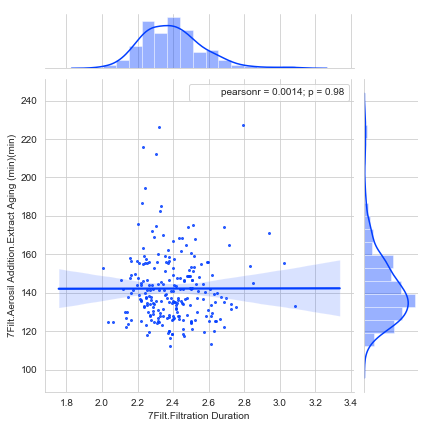 pearsonr = 0.0014; p = 0.98
240
220
200
180
160
140
120
100
7Filt.Aerosil Addition.Extract Aging (min)(min)
1.8 2.0 2.2 2.4 2.6 2.8 3.0 3.2 3.4
7Filt.Filtration Duration